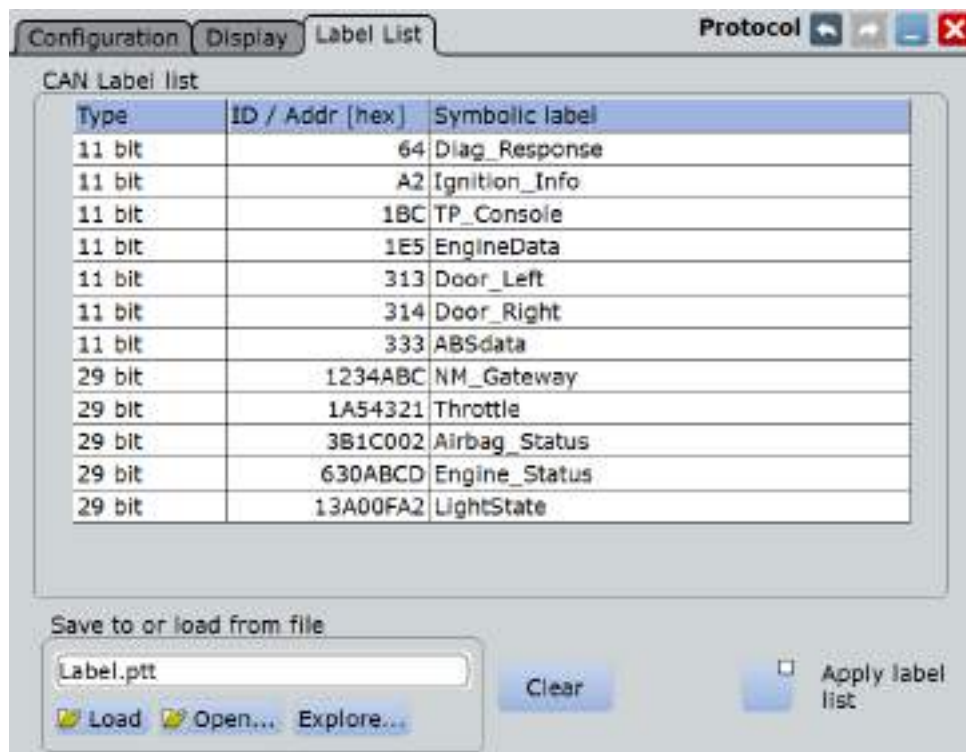 Configuration Display Label List Protocol
CAN Label list
Type ID / Addr [hex] Symbolic label
11 bit 64 Diag_Response
11 bit A2 Ignition_Info
11 bit 1BC TP_Console
11 bit 1E5 EngineData
11 bit 313 Door_Left
11 bit 314 Door_Right
11 bit 333 ABSdata
29 bit 1234ABC NM_Gateway
29 bit 1A54321 Throttle
29 bit 3B1C002 Airbag_Status
29 bit 630ABCD Engine_Status
29 bit 13A00FA2 LightState
Save to or load from file
Label.ptt
Load Open... Explore...
Clear
Apply label
list